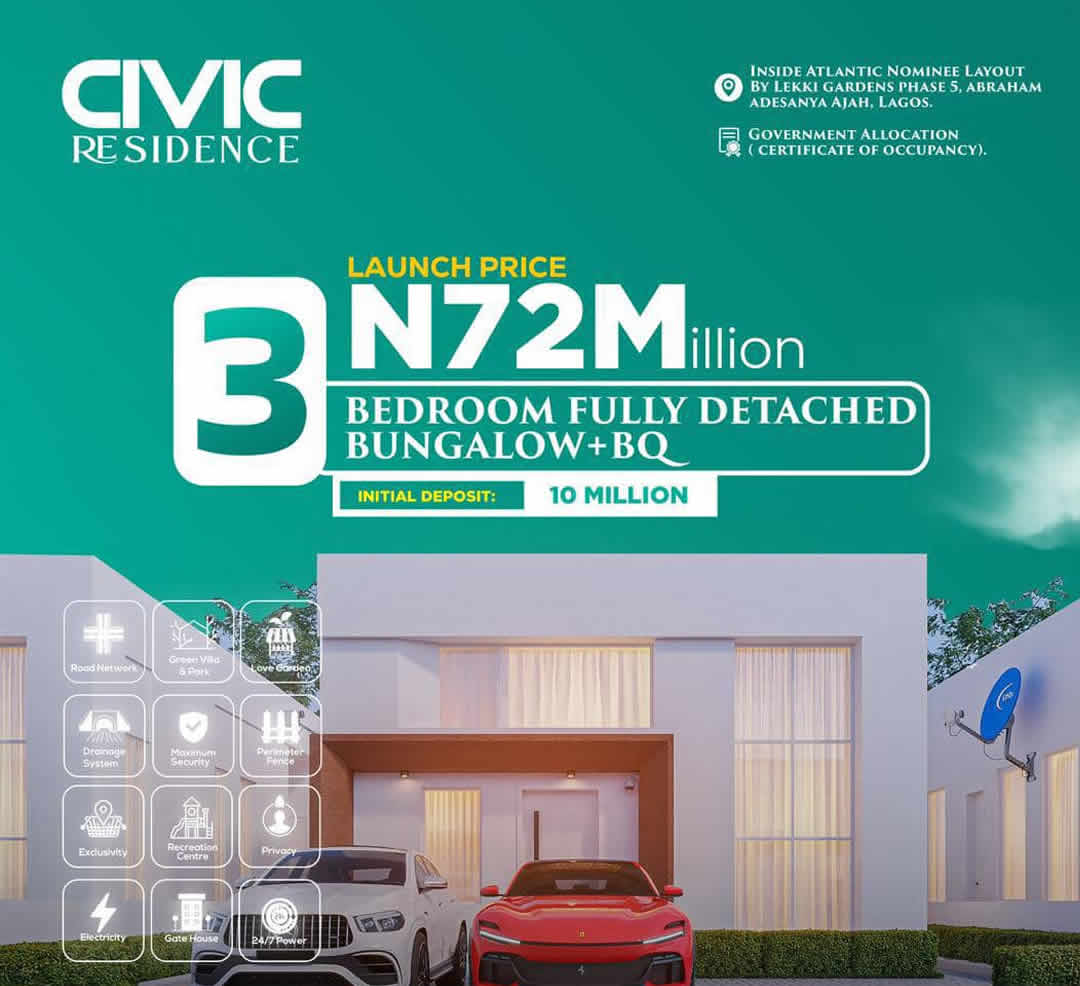 CIVIC
RESIDENCE
INSIDE ATLANTIC NOMINEE LAYOUT
BY LEKKI GARDENS PHASE 5, ABRAHAM
ADESANYA AJAH, LAGOS.
GOVERNMENT ALLOCATION
( CERTIFICATE OF OCCUPANCY).
LAUNCH PRICE
N72Million
3
BEDROOM FULLY DETACHED
BUNGALOW+BQ
INITIAL DEPOSIT: 10 MILLION
Road Network
Green Villa
& Park
Love Garden
Drainage
System
Maximum
Security
Perimeter
Fence
Exclusivity
Recreation
Centre
Privacy
Electricity
Gate House
24/7 Power